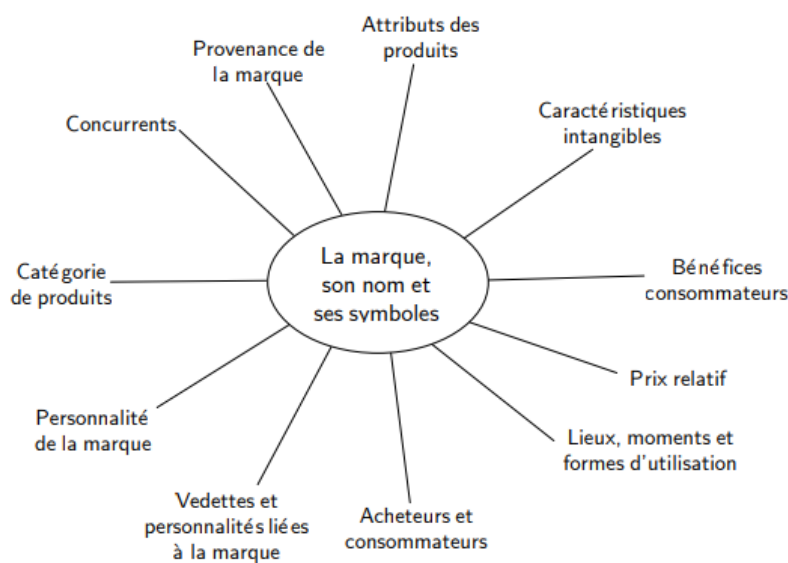 Attributs des
produits
Provenance de
la marque
Caractéristiques
intangibles
Concurrents
La marque,
son nom et
ses symboles
Bénéfices
consommateurs
Catégorie
de produits
Prix relatif
Personnalité
de la marque
Lieux, moments et
formes d'utilisation
Vedettes et
personnalités liées
à la marque
Acheteurs et
consommateurs